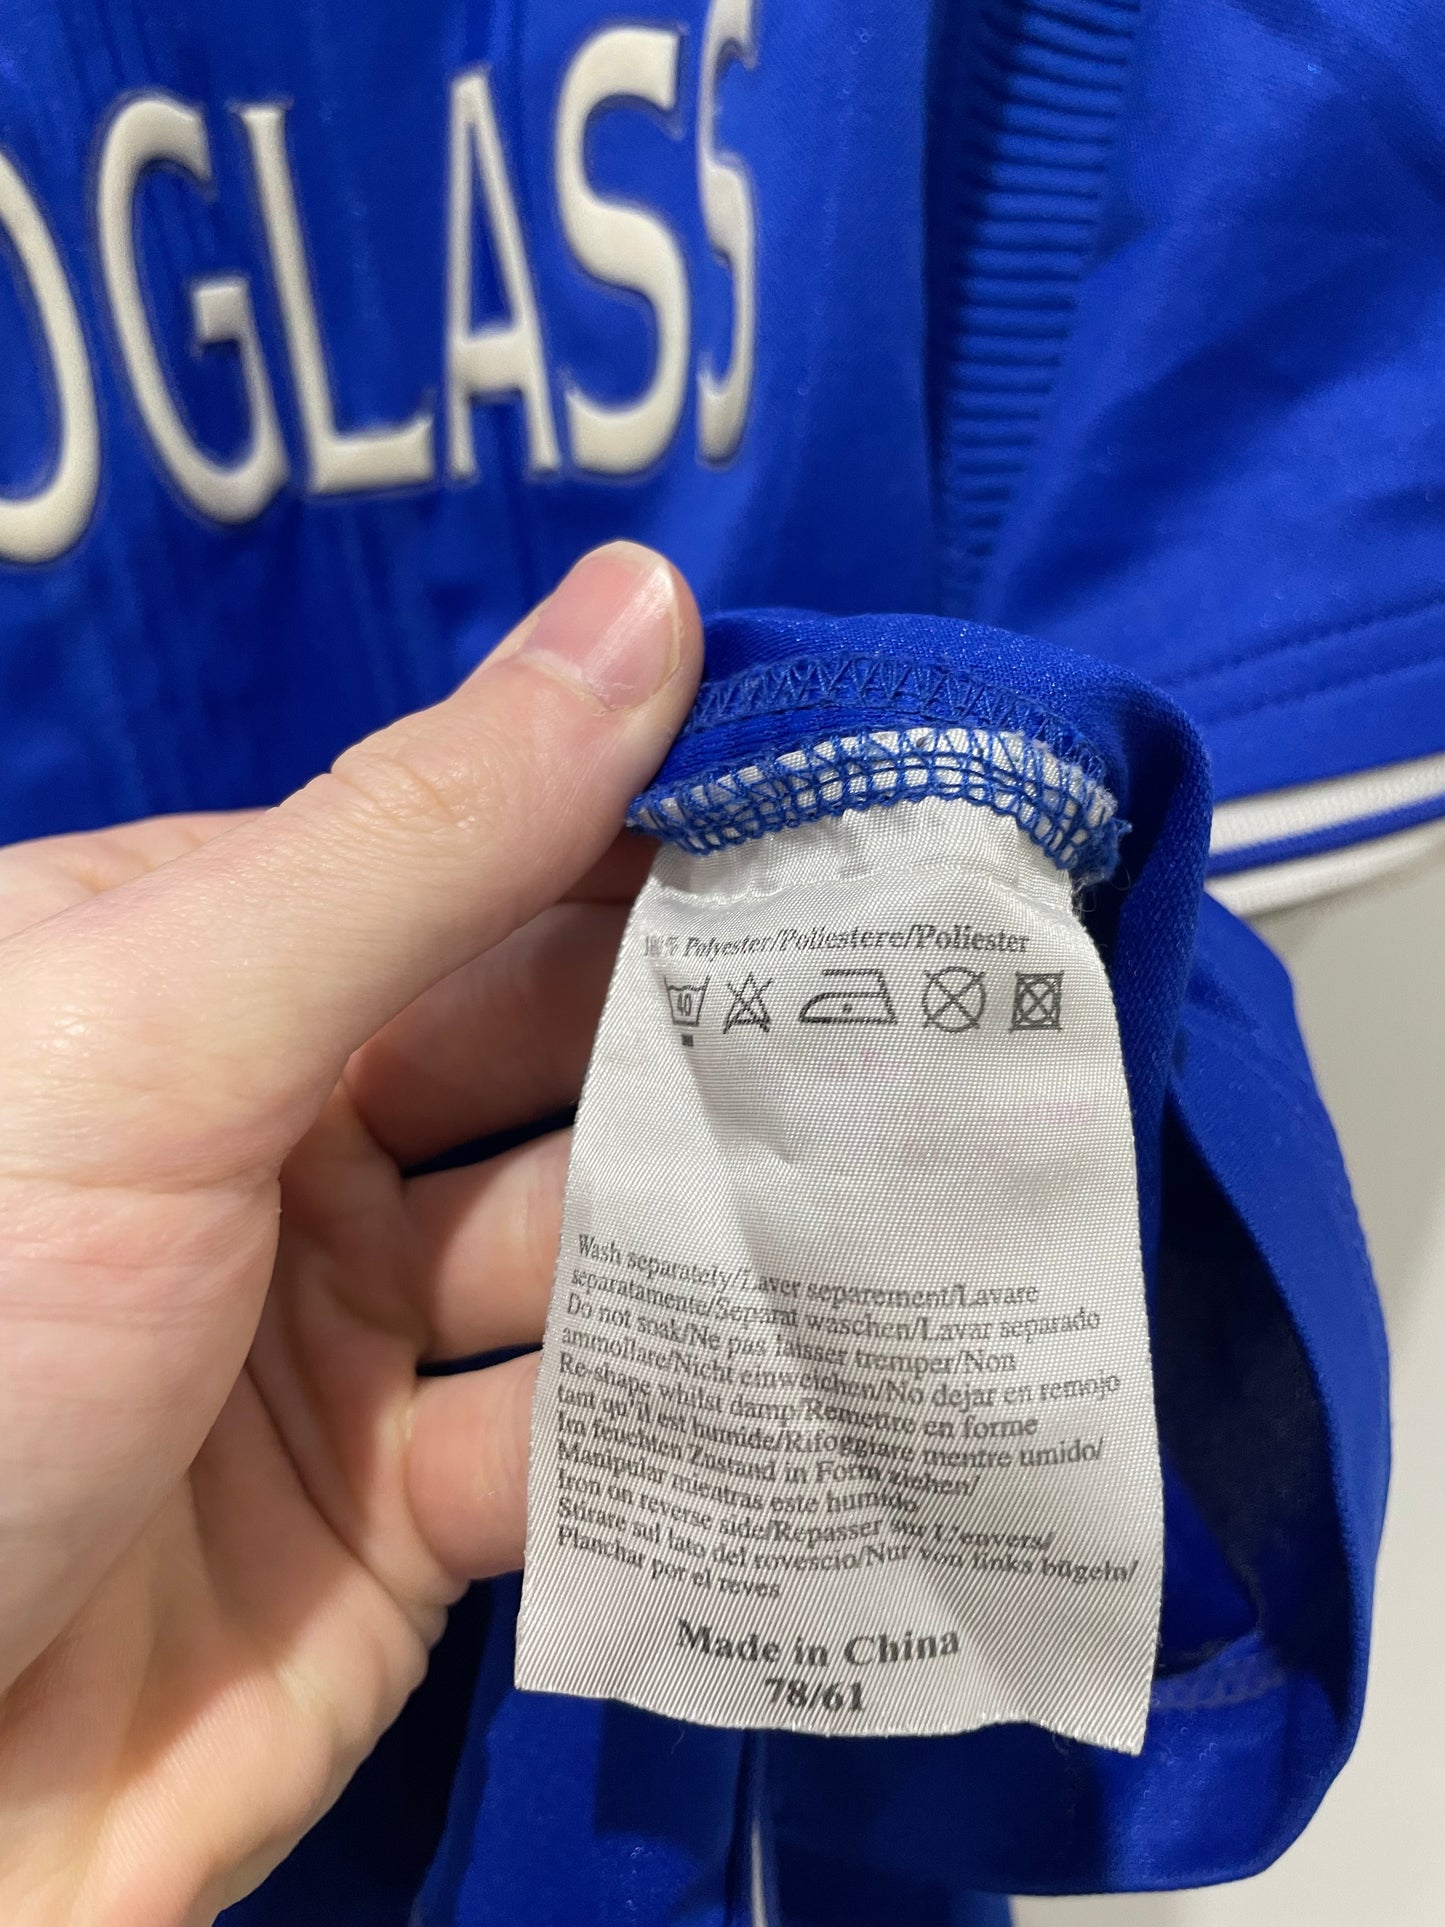 OGLASS
100% Polyester/Poliestere/Poliester
40
Wash separately/Laver separement/Lavare
separatamente/Separat waschen/Lavar separado
Do not soak/Ne pas laisser tremper/Non
ammollare/Nicht einweichen/No dejar en remojo
Re-shape whilst damp/Remettre en forme
tant qu'il est humide/Rifoggiare mentre umido/
Im feuchten Zustand in Form ziehen/
Manipular mientras este humido
Iron on reverse side/Repasser sur L'envers/
Stirare sul lato del rovescio/Nur von links bügeln/
Planchar por el reves
Made in China
78/61